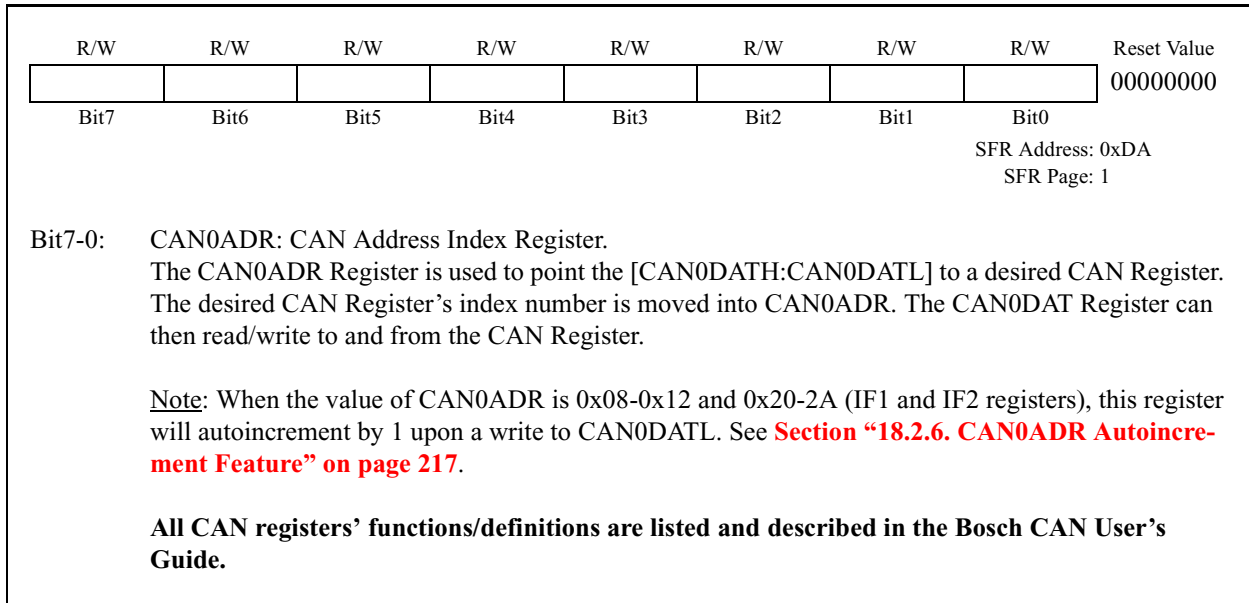 R/W R/W R/W R/W R/W R/W R/W R/W Reset Value
00000000
Bit7 Bit6 Bit5 Bit4 Bit3 Bit2 Bit1 Bit0
SFR Address: 0xDA
SFR Page: 1
Bit7-0: CAN0ADR: CAN Address Index Register.
The CAN0ADR Register is used to point the [CAN0DATH:CAN0DATL] to a desired CAN Register.
The desired CAN Register’s index number is moved into CAN0ADR. The CAN0DAT Register can
then read/write to and from the CAN Register.
Note: When the value of CAN0ADR is 0x08-0x12 and 0x20-2A (IF1 and IF2 registers), this register
will autoincrement by 1 upon a write to CAN0DATL. See Section “18.2.6. CAN0ADR Autoincre-
ment Feature” on page 217.
All CAN registers’ functions/definitions are listed and described in the Bosch CAN User’s
Guide.